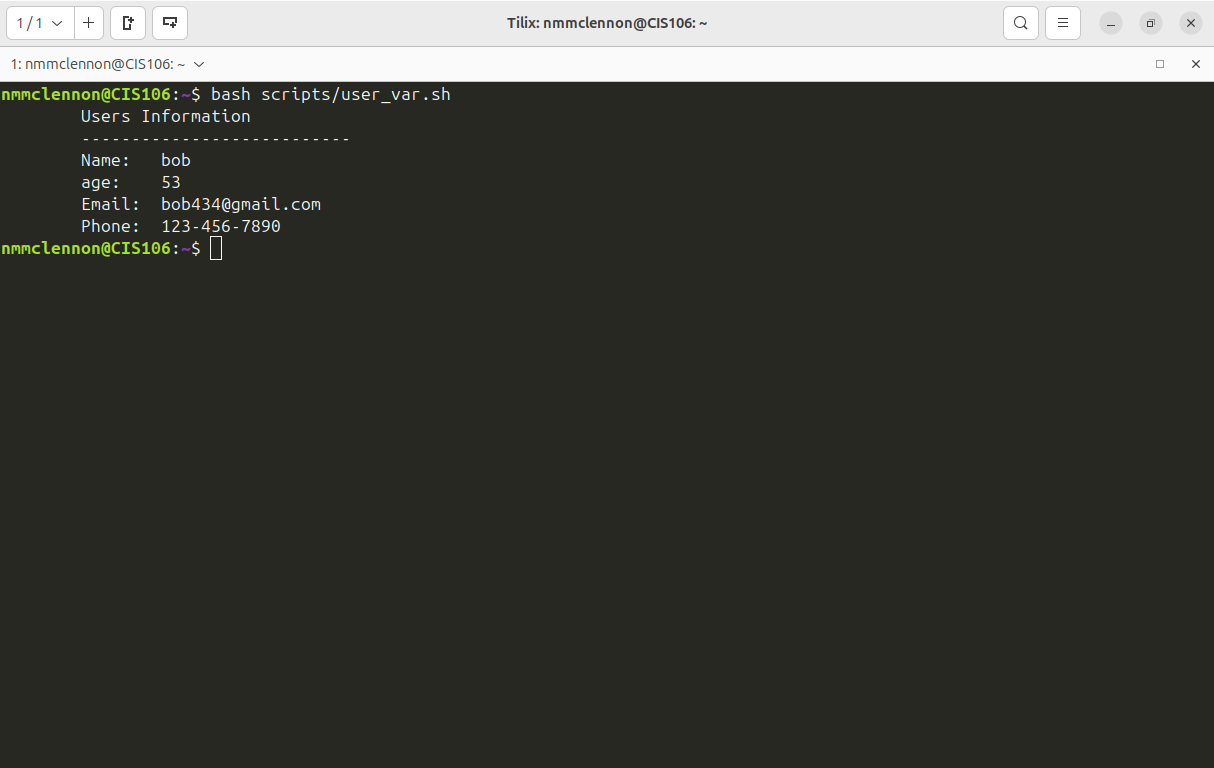 1 / 1
Tilix: nmmclennon@CIS106: ~
1: nmmclennon@CIS106: ~
nmmclennon@CIS106:~$ bash scripts/user_var.sh
Users Information
---------------------------
Name: bob
age: 53
Email: bob434@gmail.com
Phone: 123-456-7890
nmmclennon@CIS106:~$